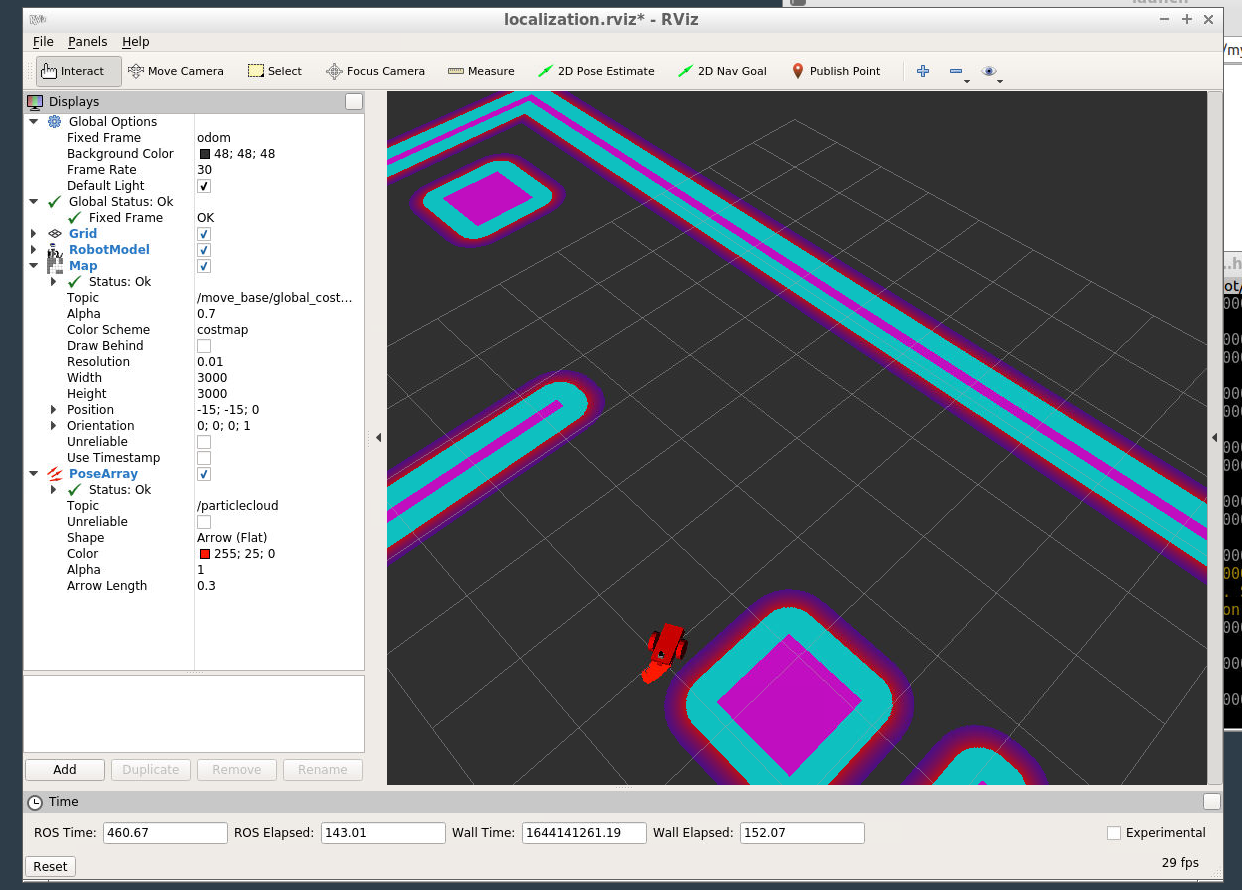 launch
localization.rviz* - RViz
File Panels Help
Interact Move Camera Select Focus Camera Measure 2D Pose Estimate 2D Nav Goal Publish Point
Displays
Global Options
Fixed Frame odom
Background Color 48; 48; 48
Frame Rate 30
Default Light
Global Status: Ok
Fixed Frame OK
Grid
RobotModel
Map
Status: Ok
Topic /move_base/global_cost...
Alpha 0.7
Color Scheme costmap
Draw Behind
Resolution 0.01
Width 3000
Height 3000
Position -15; -15; 0
Orientation 0; 0; 0; 1
Unreliable
Use Timestamp
PoseArray
Status: Ok
Topic /particlecloud
Unreliable
Shape Arrow (Flat)
Color 255; 25; 0
Alpha 1
Arrow Length 0.3
Add Duplicate Remove Rename
Time
ROS Time: 460.67 ROS Elapsed: 143.01 Wall Time: 1644141261.19 Wall Elapsed: 152.07 Experimental
Reset 29 fps